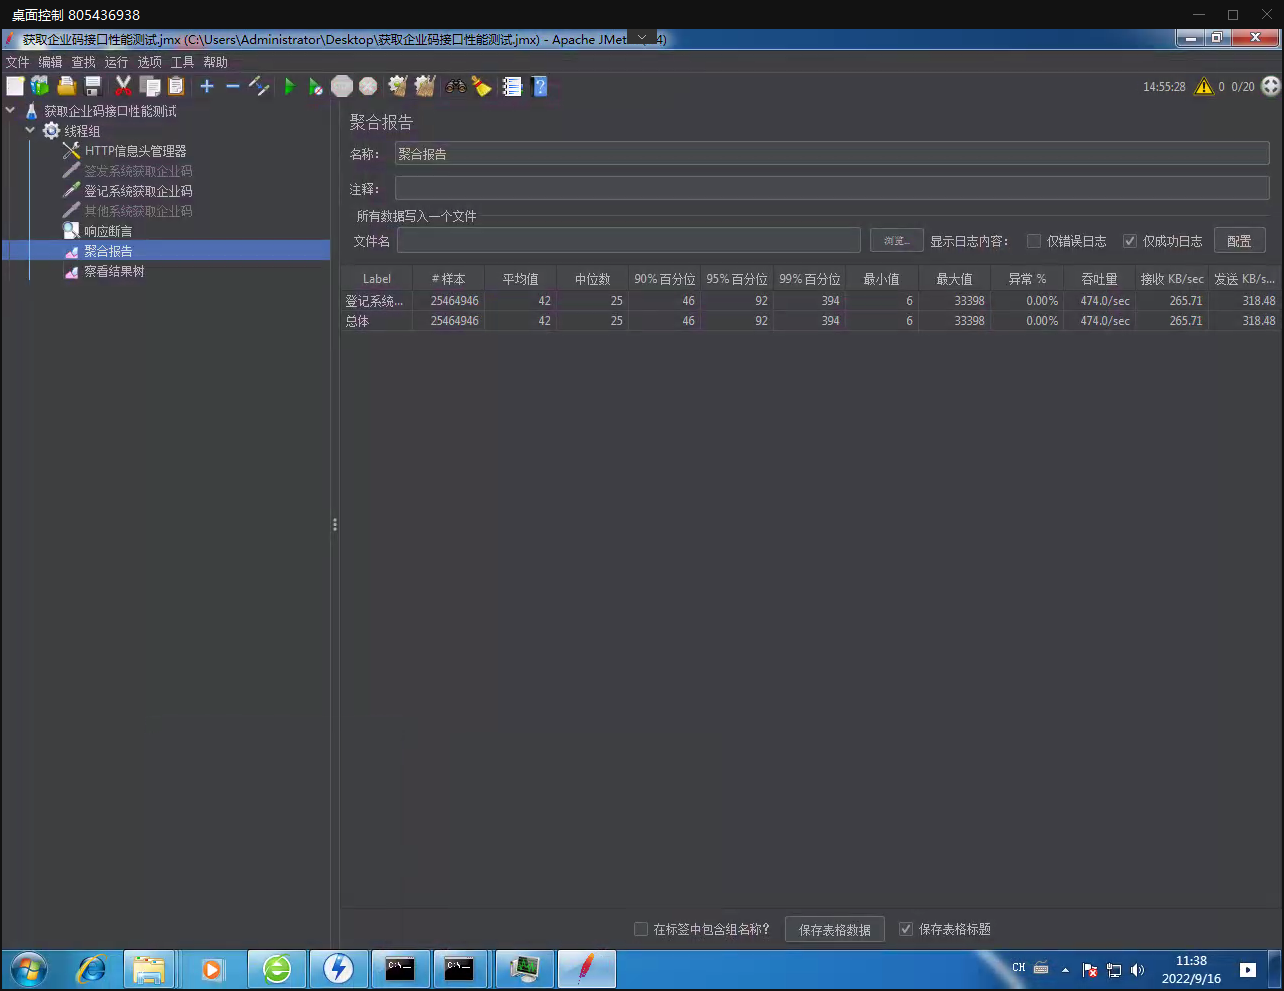 桌面控制 805436938
获取企业码接口性能测试.jmx (C:\Users\Administrator\Desktop\获取企业码接口性能测试.jmx) - Apache JMet 4)
文件 编辑 查找 运行 选项 工具 帮助
14:55:28 0 0/20
获取企业码接口性能测试
线程组
HTTP信息头管理器
签发系统获取企业码
登记系统获取企业码
其他系统获取企业码
响应断言
聚合报告
察看结果树
聚合报告
名称： 聚合报告
注释：
所有数据写入一个文件
文件名 浏览... 显示日志内容： 仅错误日志 仅成功日志 配置
Label # 样本 平均值 中位数 90% 百分位 95% 百分位 99% 百分位 最小值 最大值 异常 % 吞吐量 接收 KB/sec 发送 KB/s...
登记系统... 25464946 42 25 46 92 394 6 33398 0.00% 474.0/sec 265.71 318.48
总体 25464946 42 25 46 92 394 6 33398 0.00% 474.0/sec 265.71 318.48
在标签中包含组名称？ 保存表格数据 保存表格标题
CH 11:38
2022/9/16